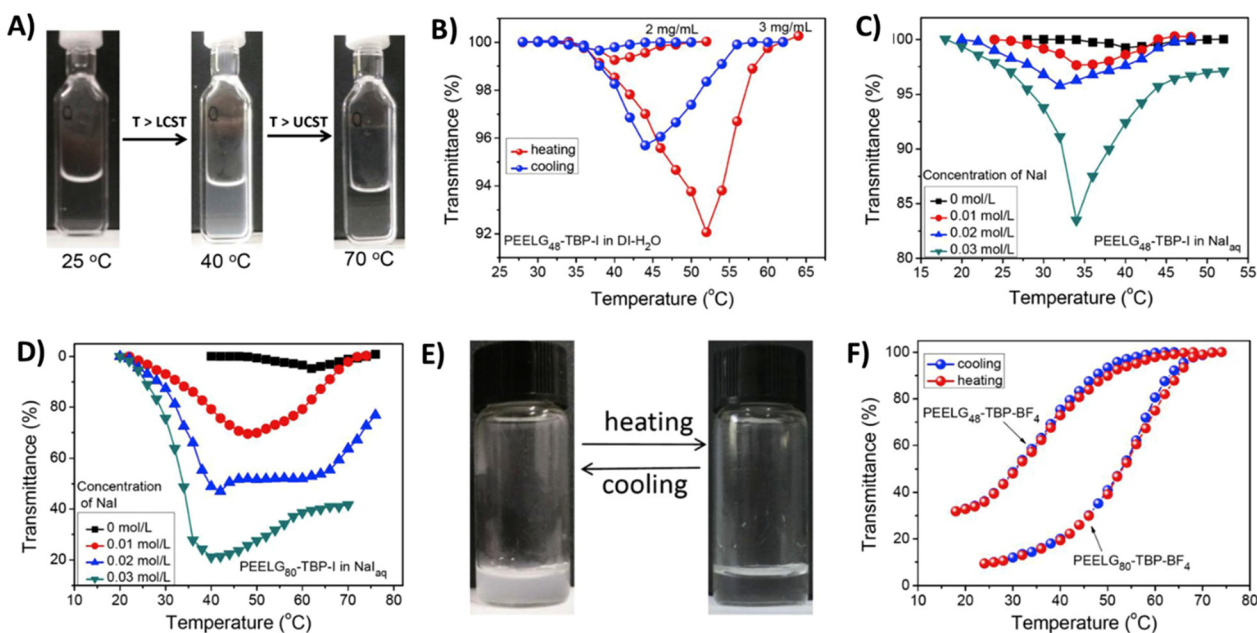 A)
T > LCST
T > UCST
25 °C
40 °C
70 °C
B)
2 mg/mL
3 mg/mL
100
98
96
94
92
Transmittance (%)
heating
cooling
PEELG48-TBP-I in DI-H2O
25 30 35 40 45 50 55 60 65
Temperature (°C)
C)
100
95
90
85
80
Transmittance (%)
Concentration of NaI
0 mol/L
0.01 mol/L
0.02 mol/L
0.03 mol/L
PEELG48-TBP-I in NaIaq
15 20 25 30 35 40 45 50 55
Temperature (°C)
D)
0
80
60
40
20
Transmittance (%)
Concentration
of NaI
0 mol/L
0.01 mol/L
0.02 mol/L
0.03 mol/L
PEELG80-TBP-I in NaIaq
10 20 30 40 50 60 70 80
Temperature (°C)
E)
heating
cooling
F)
100
90
80
70
60
50
40
30
20
10
0
Transmittance (%)
cooling
heating
PEELG48-TBP-BF4
PEELG80-TBP-BF4
10 20 30 40 50 60 70 80
Temperature (°C)